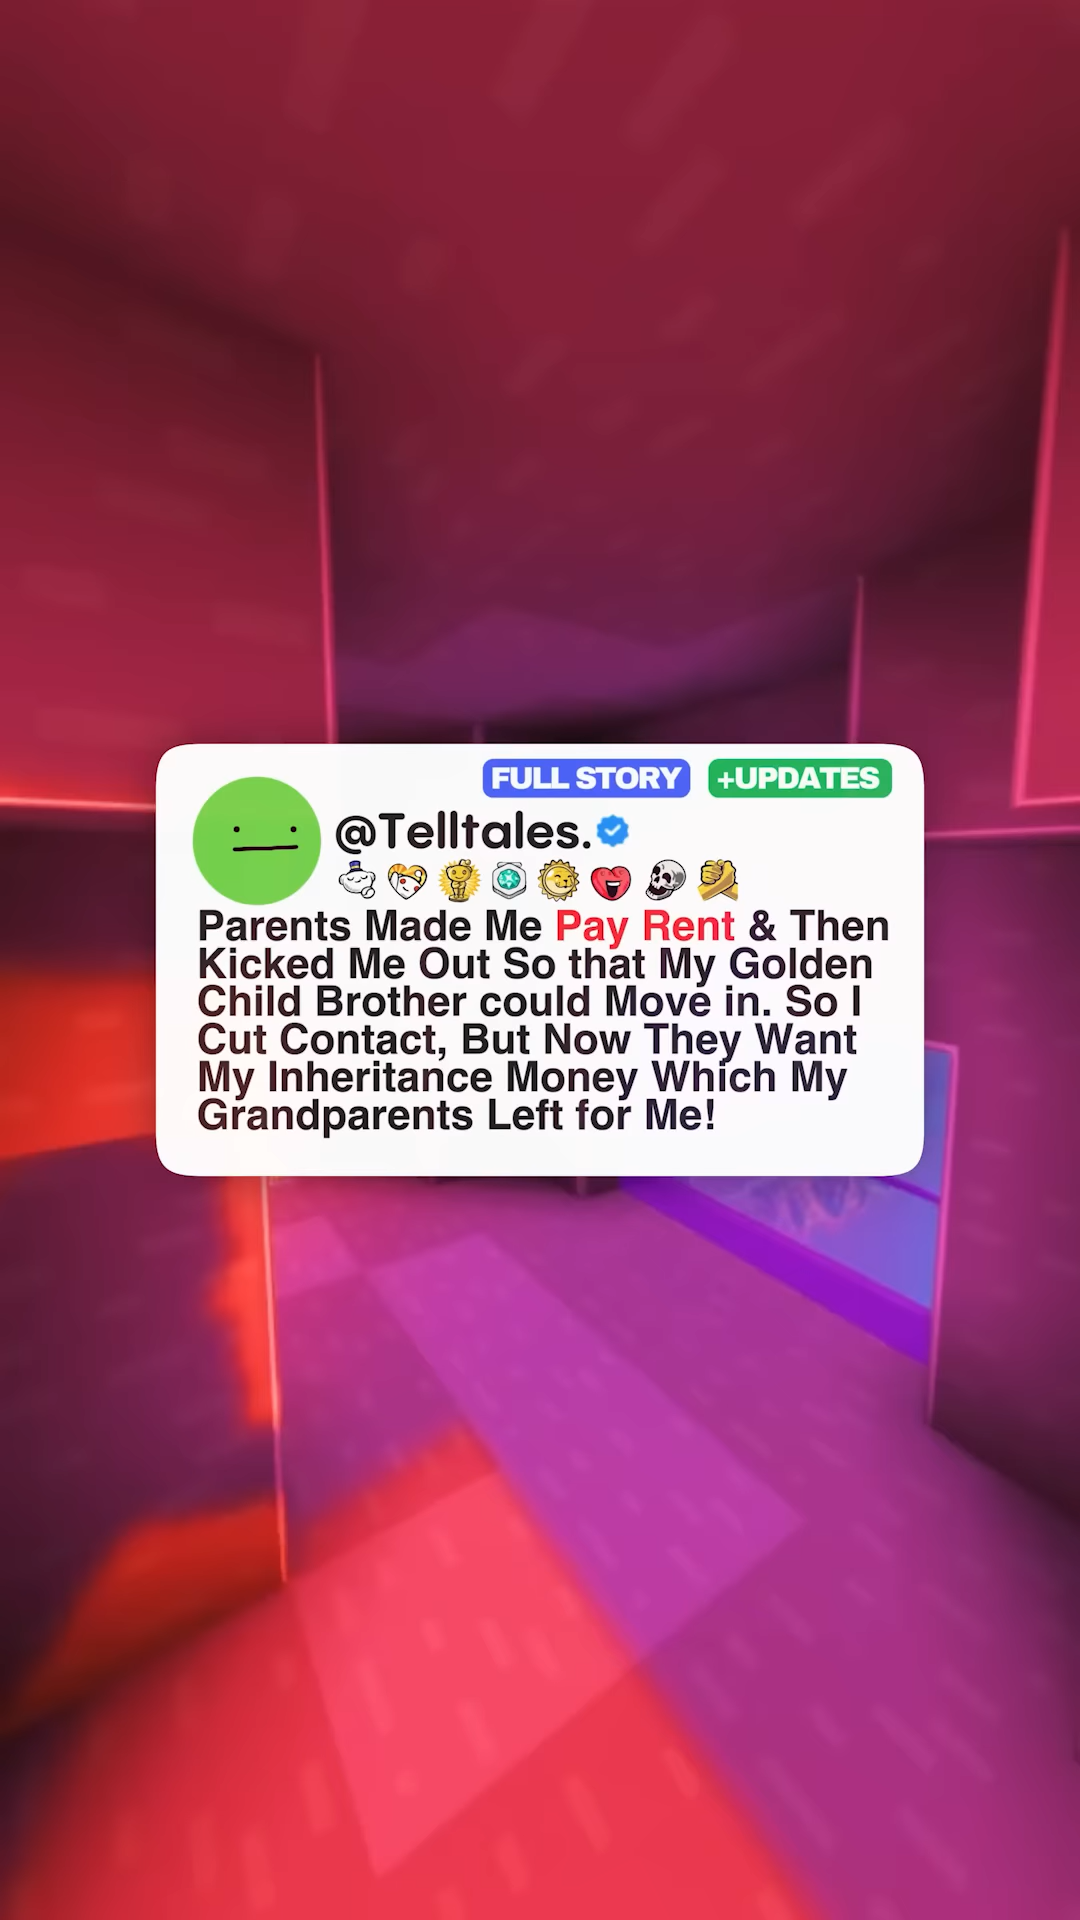 FULL STORY +UPDATES
@Telltales.
Parents Made Me Pay Rent & Then
Kicked Me Out So that My Golden
Child Brother could Move in. So I
Cut Contact, But Now They Want
My Inheritance Money Which My
Grandparents Left for Me!